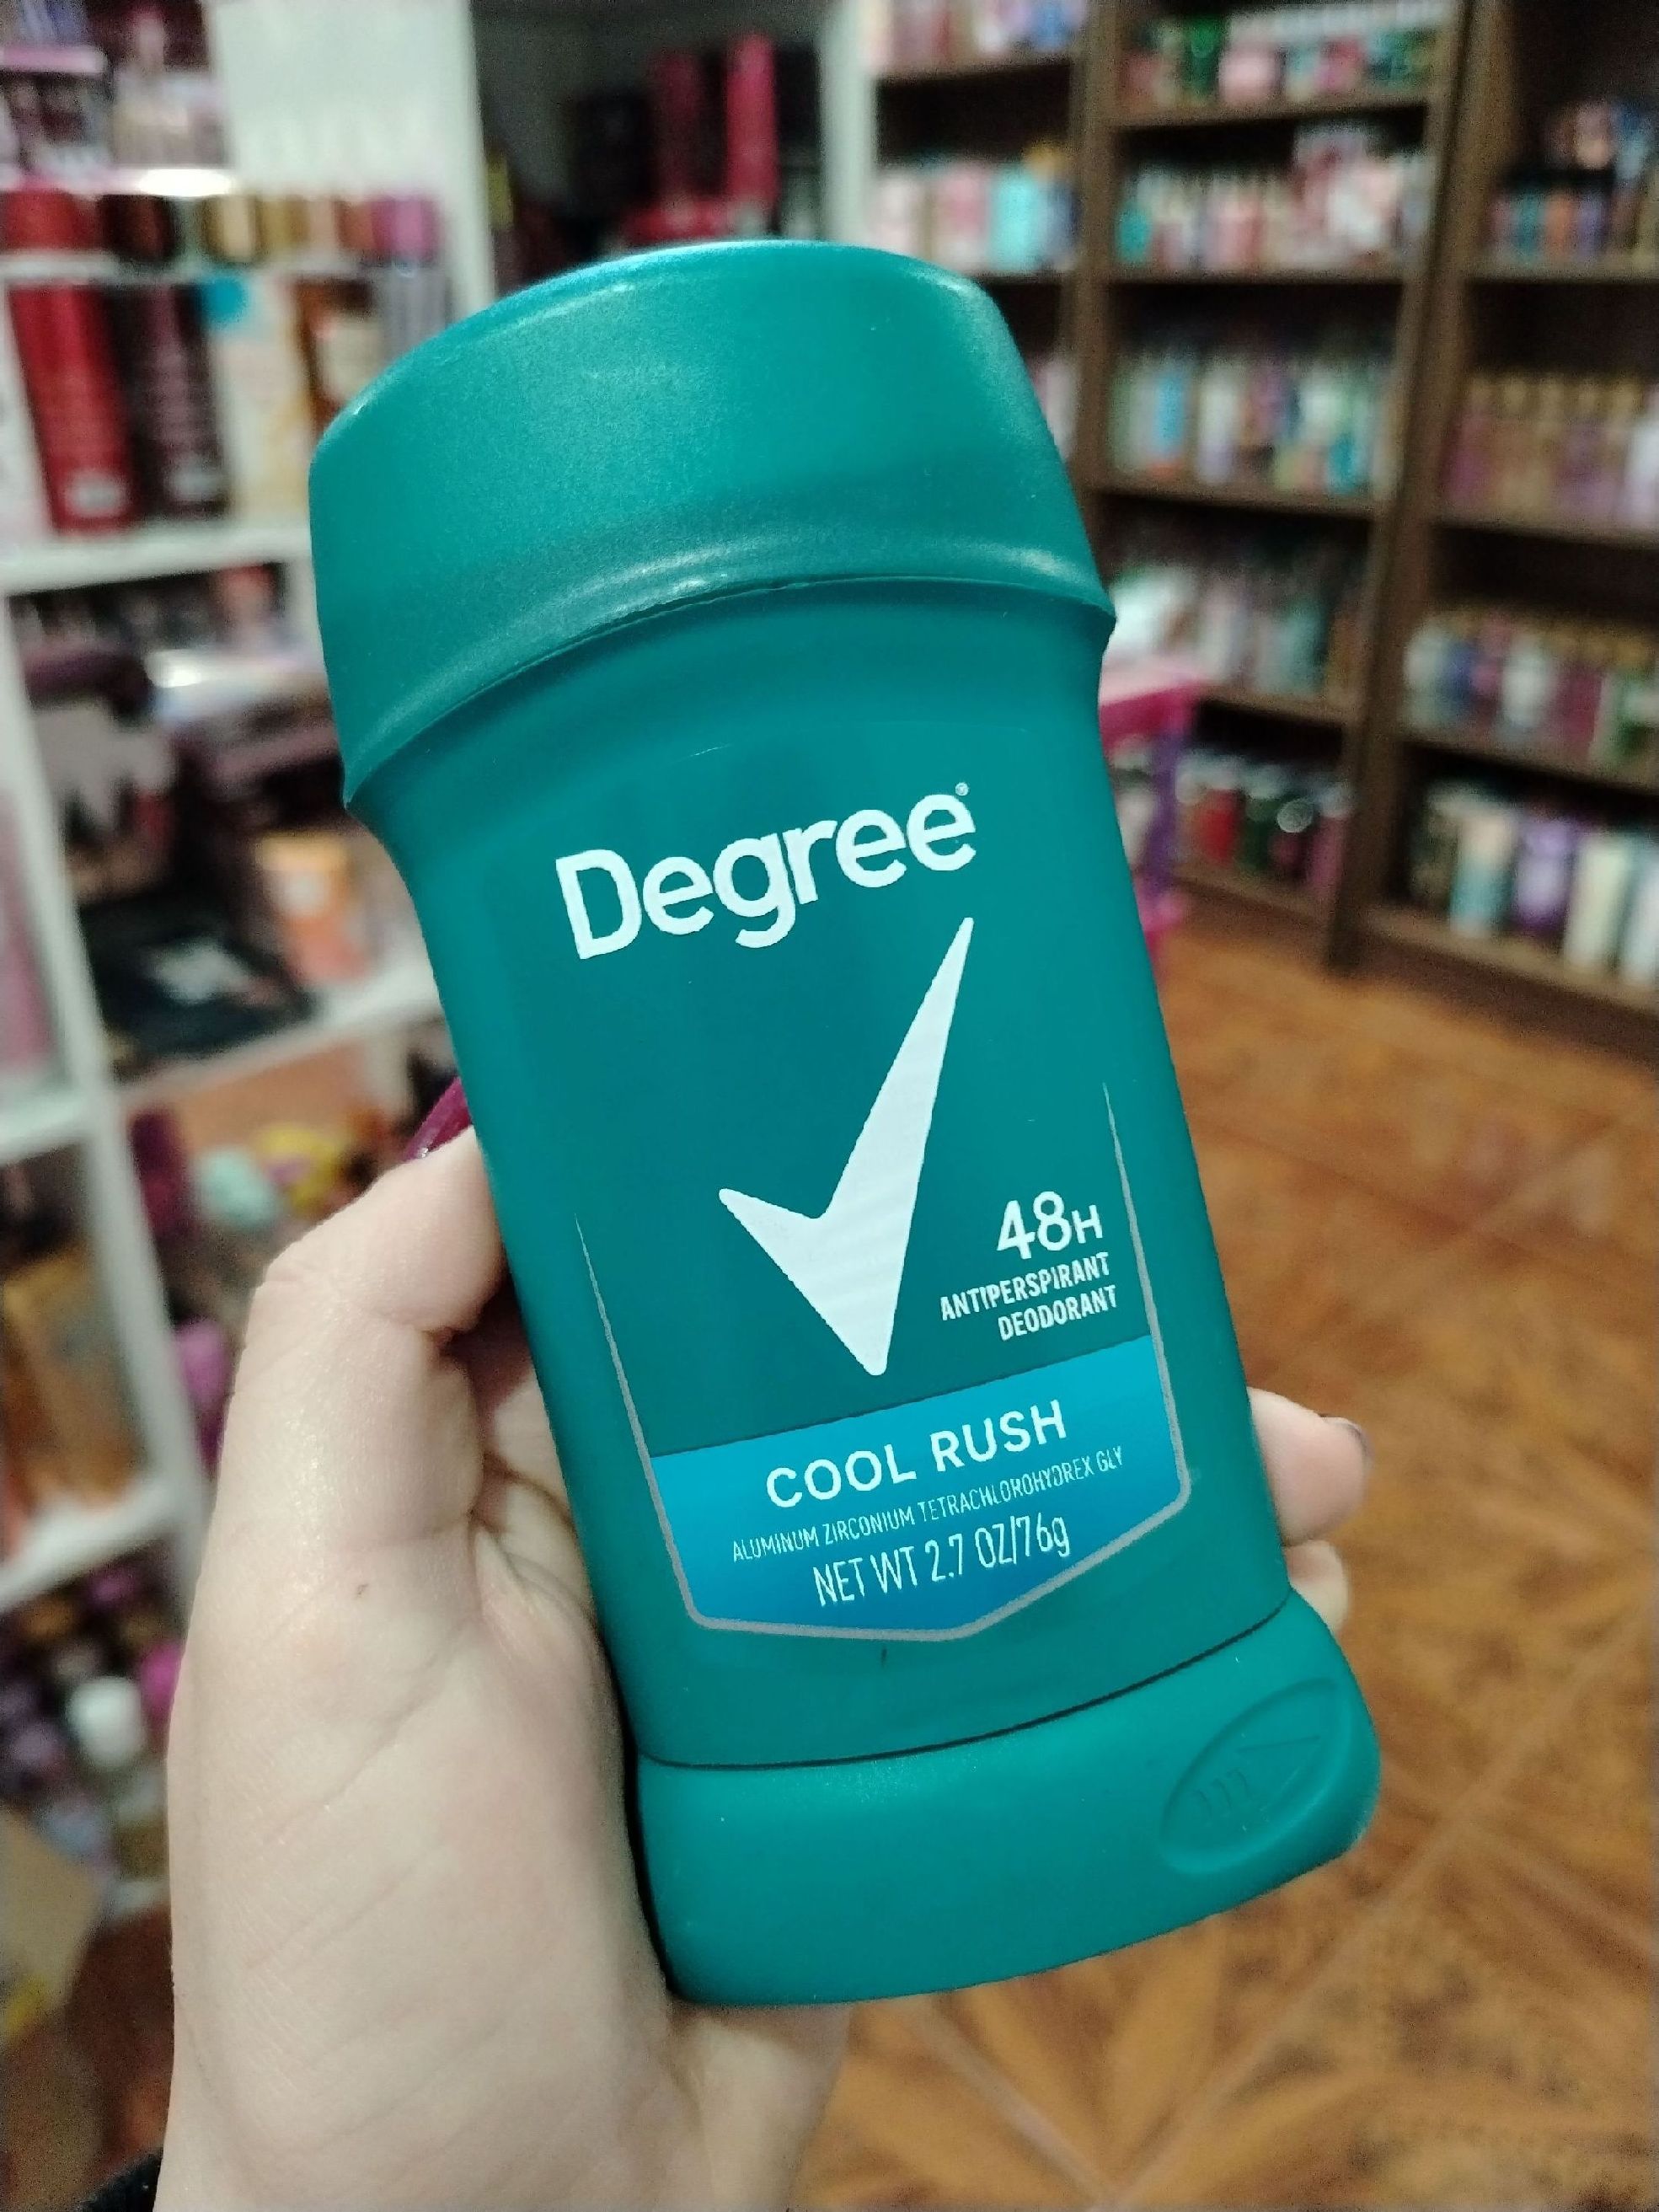 Degree®
48H
ANTIPERSPIRANT
DEODORANT
COOL RUSH
ALUMINUM ZIRCONIUM TETRACHLOROHYDREX GLY
NET WT 2.7 OZ/76g